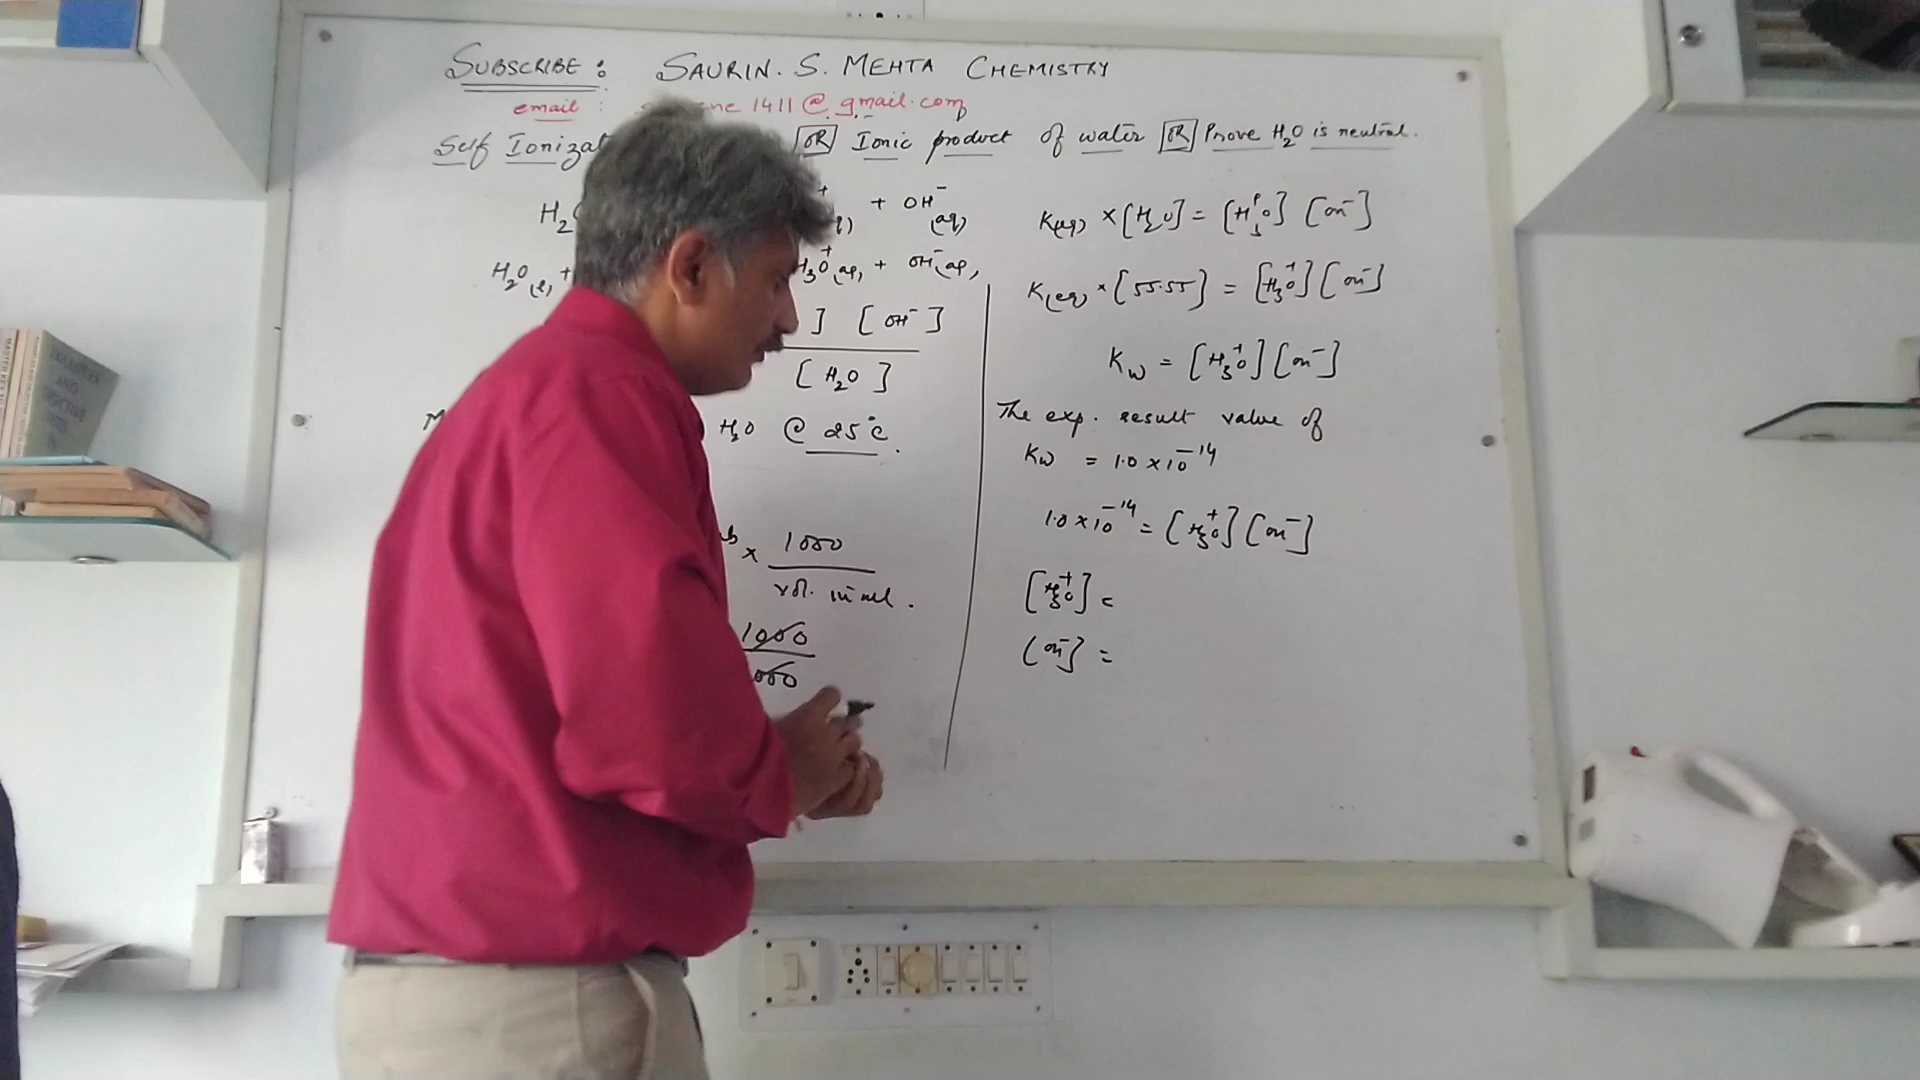 SUBSCRIBE: SAURIN. S. MEHTA CHEMISTRY
email : 1411@gmail.com
Self Ionizat OR Ionic product of water OR Prove H₂O is neutral.
H₂ + OH⁻(aq)
H₂O(l) + H₃O⁺(aq) + OH⁻(aq)
] [OH⁻]
[H₂O]
H₂O @ 25°C.
× 1000
vol. in ml.
1000
000
K(eq) × [H₂O] = [H₃O⁺] [OH⁻]
K(eq) × [55.55] = [H₃O⁺] [OH⁻]
Kw = [H₃O⁺] [OH⁻]
The exp. result value of
Kw = 1.0 × 10⁻¹⁴
1.0 × 10⁻¹⁴ = [H₃O⁺] [OH⁻]
[H₃O⁺] =
[OH⁻] =